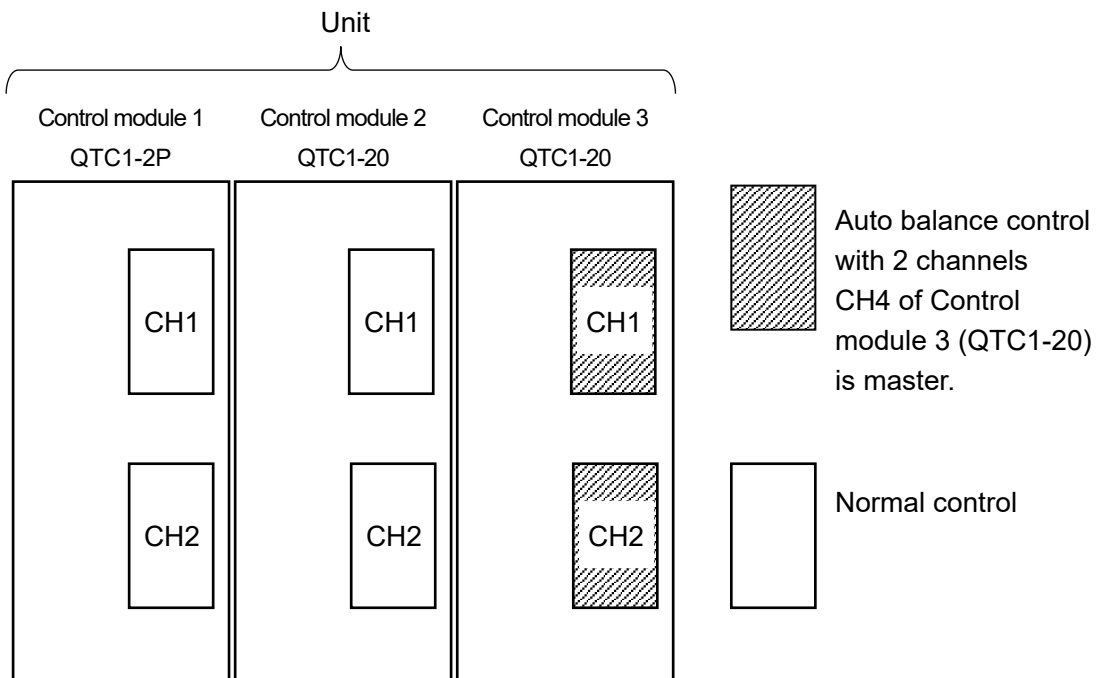 Unit
Control module 1
QTC1-2P
Control module 2
QTC1-20
Control module 3
QTC1-20
CH1
CH1
CH1
CH2
CH2
CH2
Auto balance control
with 2 channels
CH4 of Control
module 3 (QTC1-20)
is master.
Normal control